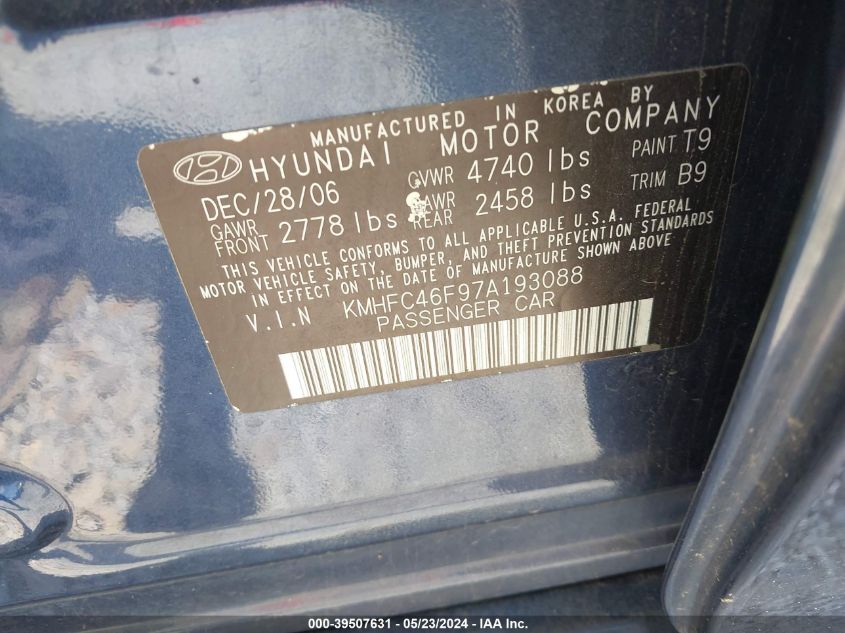 MANUFACTURED IN KOREA BY
HYUNDAI MOTOR COMPANY
DEC/28/06 GVWR 4740 lbs PAINT T9
GAWR FRONT 2778 lbs GAWR REAR 2458 lbs TRIM B9
THIS VEHICLE CONFORMS TO ALL APPLICABLE U.S.A. FEDERAL
MOTOR VEHICLE SAFETY, BUMPER, AND THEFT PREVENTION STANDARDS
IN EFFECT ON THE DATE OF MANUFACTURE SHOWN ABOVE
V.I.N KMHFC46F97A193088
PASSENGER CAR
000-39507631 - 05/23/2024 - IAA Inc.